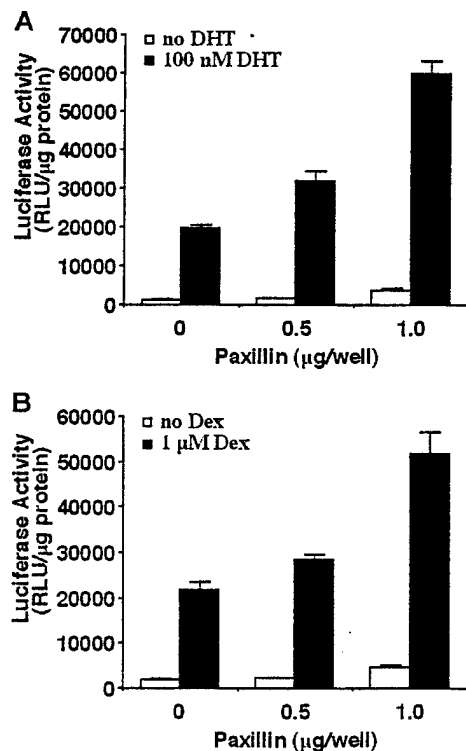 A
no DHT
100 nM DHT
Luciferase Activity
(RLU/µg protein)
70000
60000
50000
40000
30000
20000
10000
0
0
0.5
1.0
Paxillin (µg/well)
B
no Dex
1 µM Dex
Luciferase Activity
(RLU/µg protein)
60000
50000
40000
30000
20000
10000
0
0
0.5
1.0
Paxillin (µg/well)